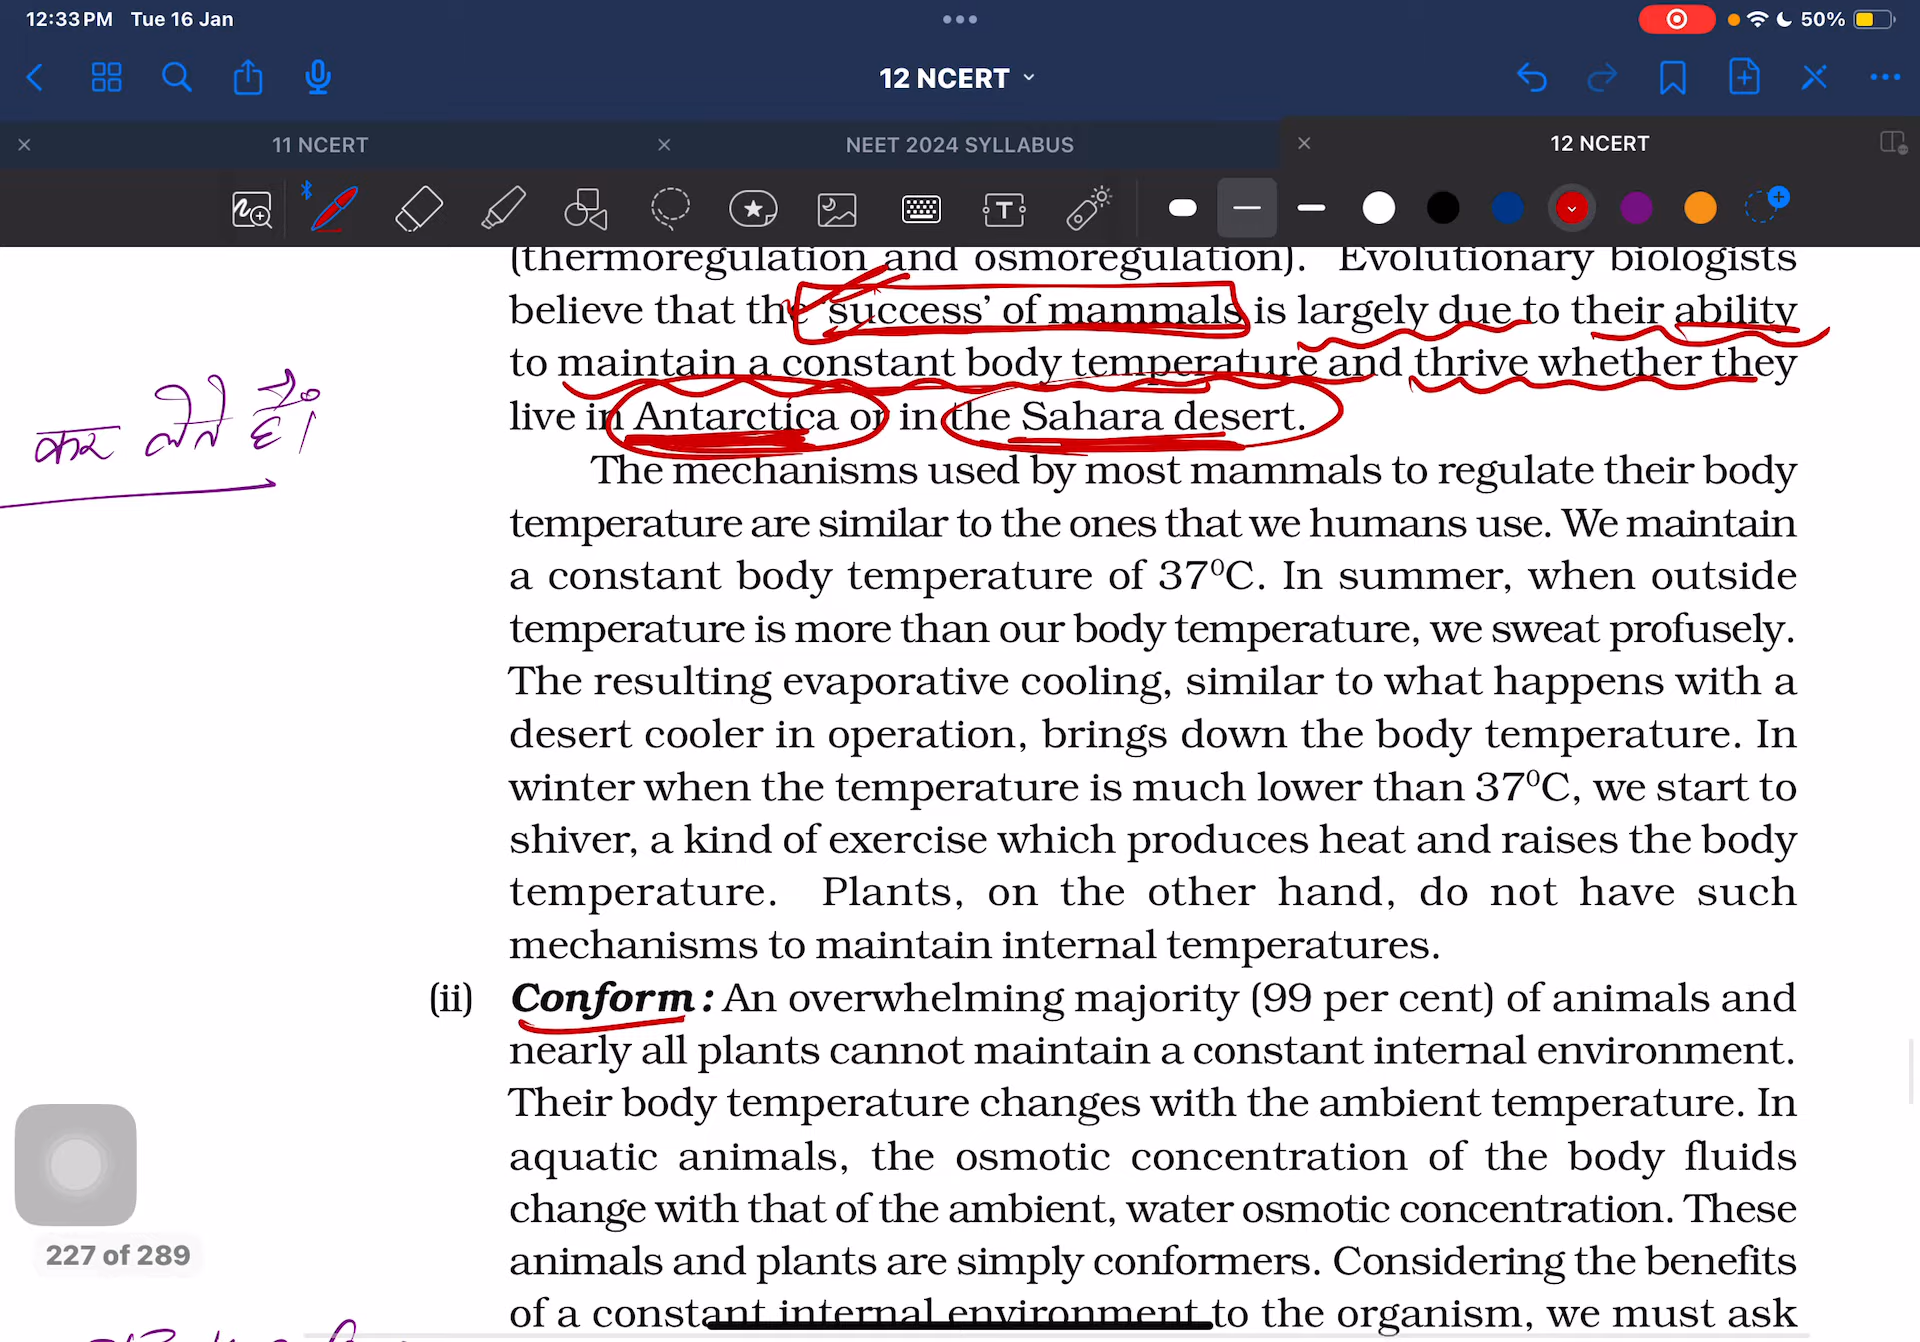 12:33 PM Tue 16 Jan
50%
12 NCERT
11 NCERT
NEET 2024 SYLLABUS
12 NCERT
T
(thermoregulation and osmoregulation). Evolutionary biologists
believe that the 'success' of mammals is largely due to their ability
to maintain a constant body temperature and thrive whether they
live in Antarctica or in the Sahara desert.
कर लेते हैं।
The mechanisms used by most mammals to regulate their body
temperature are similar to the ones that we humans use. We maintain
a constant body temperature of 37⁰C. In summer, when outside
temperature is more than our body temperature, we sweat profusely.
The resulting evaporative cooling, similar to what happens with a
desert cooler in operation, brings down the body temperature. In
winter when the temperature is much lower than 37⁰C, we start to
shiver, a kind of exercise which produces heat and raises the body
temperature. Plants, on the other hand, do not have such
mechanisms to maintain internal temperatures.
(ii) Conform: An overwhelming majority (99 per cent) of animals and
nearly all plants cannot maintain a constant internal environment.
Their body temperature changes with the ambient temperature. In
aquatic animals, the osmotic concentration of the body fluids
change with that of the ambient, water osmotic concentration. These
animals and plants are simply conformers. Considering the benefits
of a constant internal environment to the organism, we must ask
227 of 289